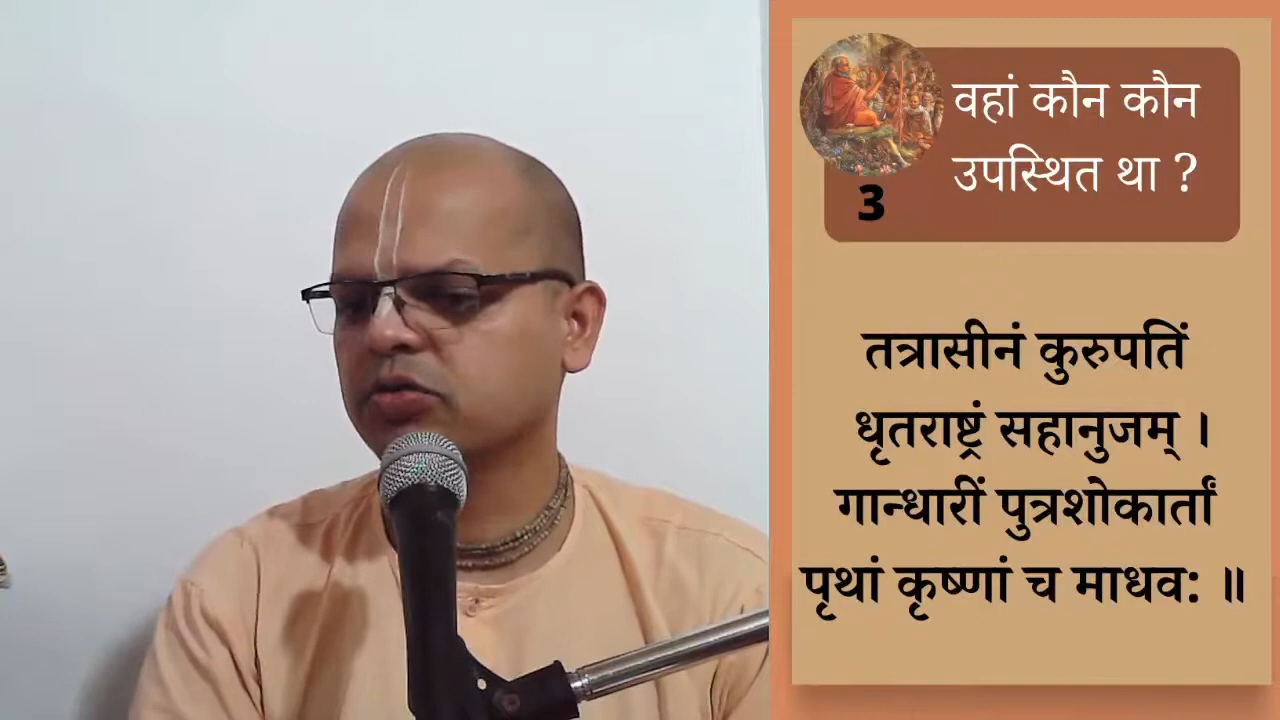 वहां कौन कौन
उपस्थित था ?
3
तत्रासीनं कुरुपतिं
धृतराष्ट्रं सहानुजम् ।
गान्धारीं पुत्रशोकार्तां
पृथां कृष्णां च माधव: ॥